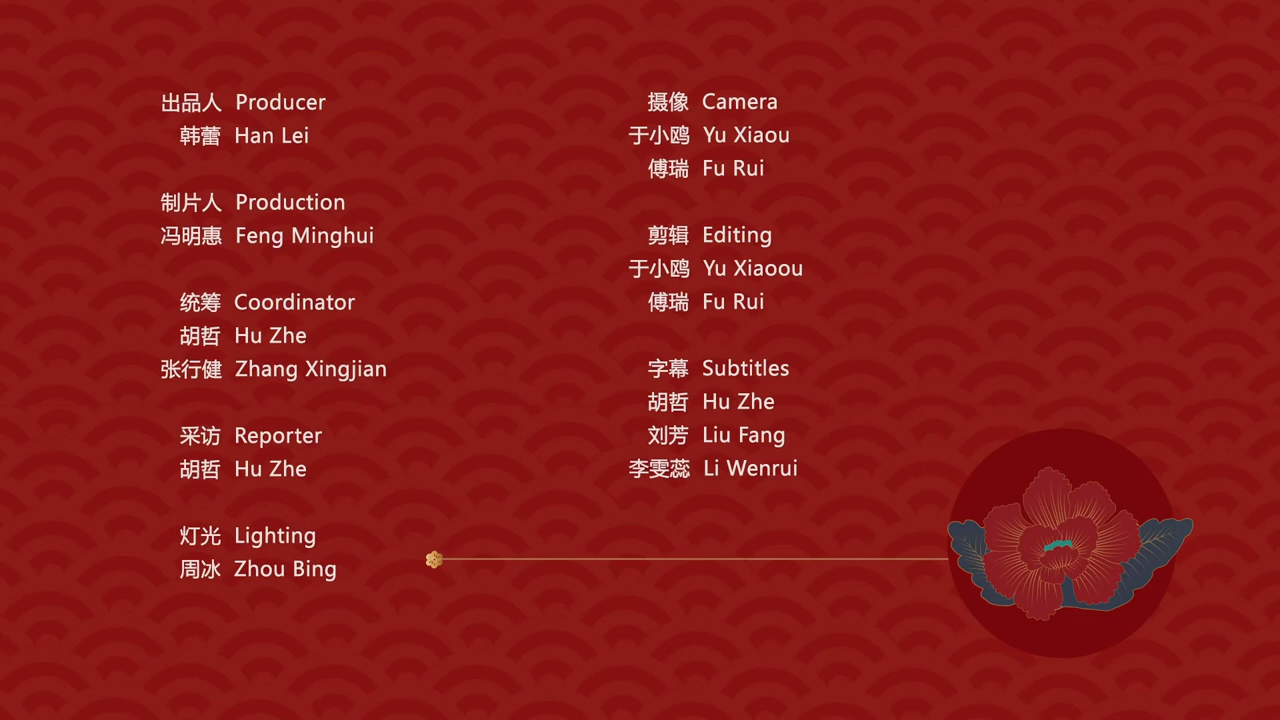 出品人 Producer
韩蕾 Han Lei
制片人 Production
冯明惠 Feng Minghui
统筹 Coordinator
胡哲 Hu Zhe
张行健 Zhang Xingjian
采访 Reporter
胡哲 Hu Zhe
灯光 Lighting
周冰 Zhou Bing
摄像 Camera
于小鸥 Yu Xiaou
傅瑞 Fu Rui
剪辑 Editing
于小鸥 Yu Xiaoou
傅瑞 Fu Rui
字幕 Subtitles
胡哲 Hu Zhe
刘芳 Liu Fang
李雯蕊 Li Wenrui